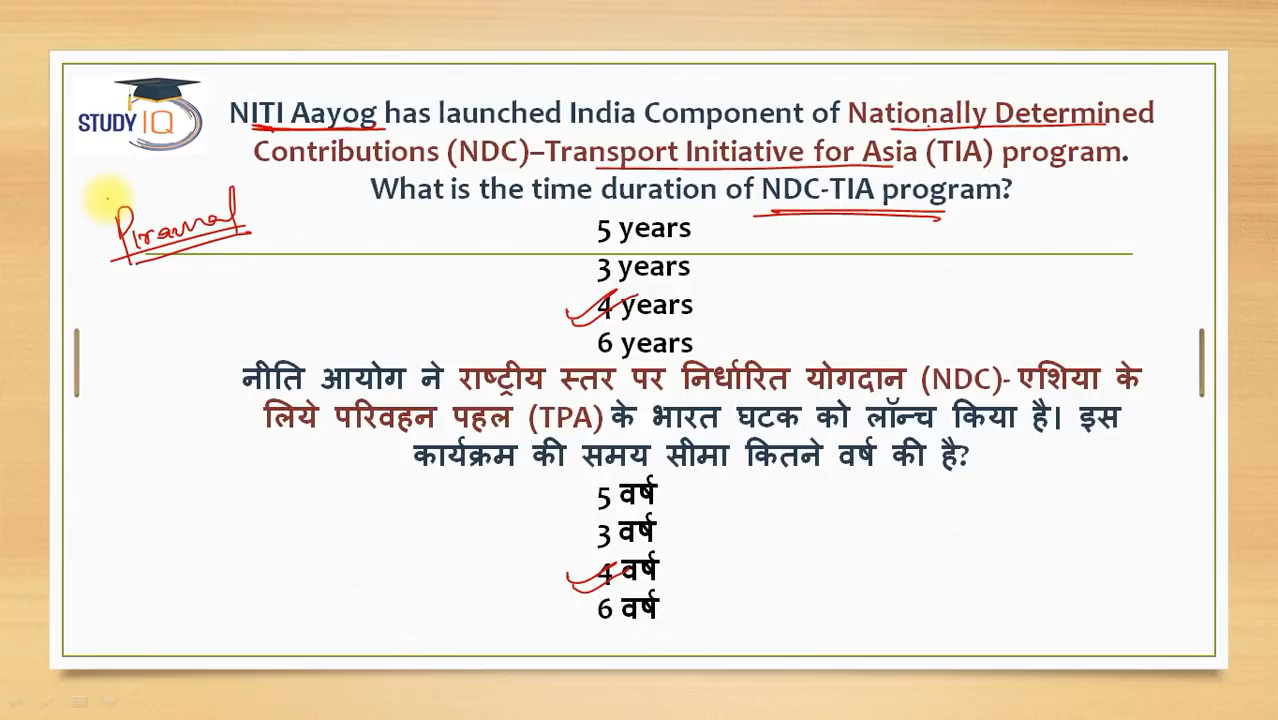 STUDY IQ
NITI Aayog has launched India Component of Nationally Determined
Contributions (NDC)–Transport Initiative for Asia (TIA) program.
What is the time duration of NDC-TIA program?
Piramal
5 years
3 years
4 years
6 years
नीति आयोग ने राष्ट्रीय स्तर पर निर्धारित योगदान (NDC)- एशिया के
लिये परिवहन पहल (TPA) के भारत घटक को लॉन्च किया है। इस
कार्यक्रम की समय सीमा कितने वर्ष की है?
5 वर्ष
3 वर्ष
4 वर्ष
6 वर्ष